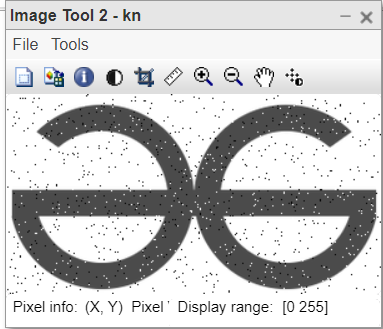 Image Tool 2 - kn
File Tools
Pixel info: (X, Y) Pixel Display range: [0 255]